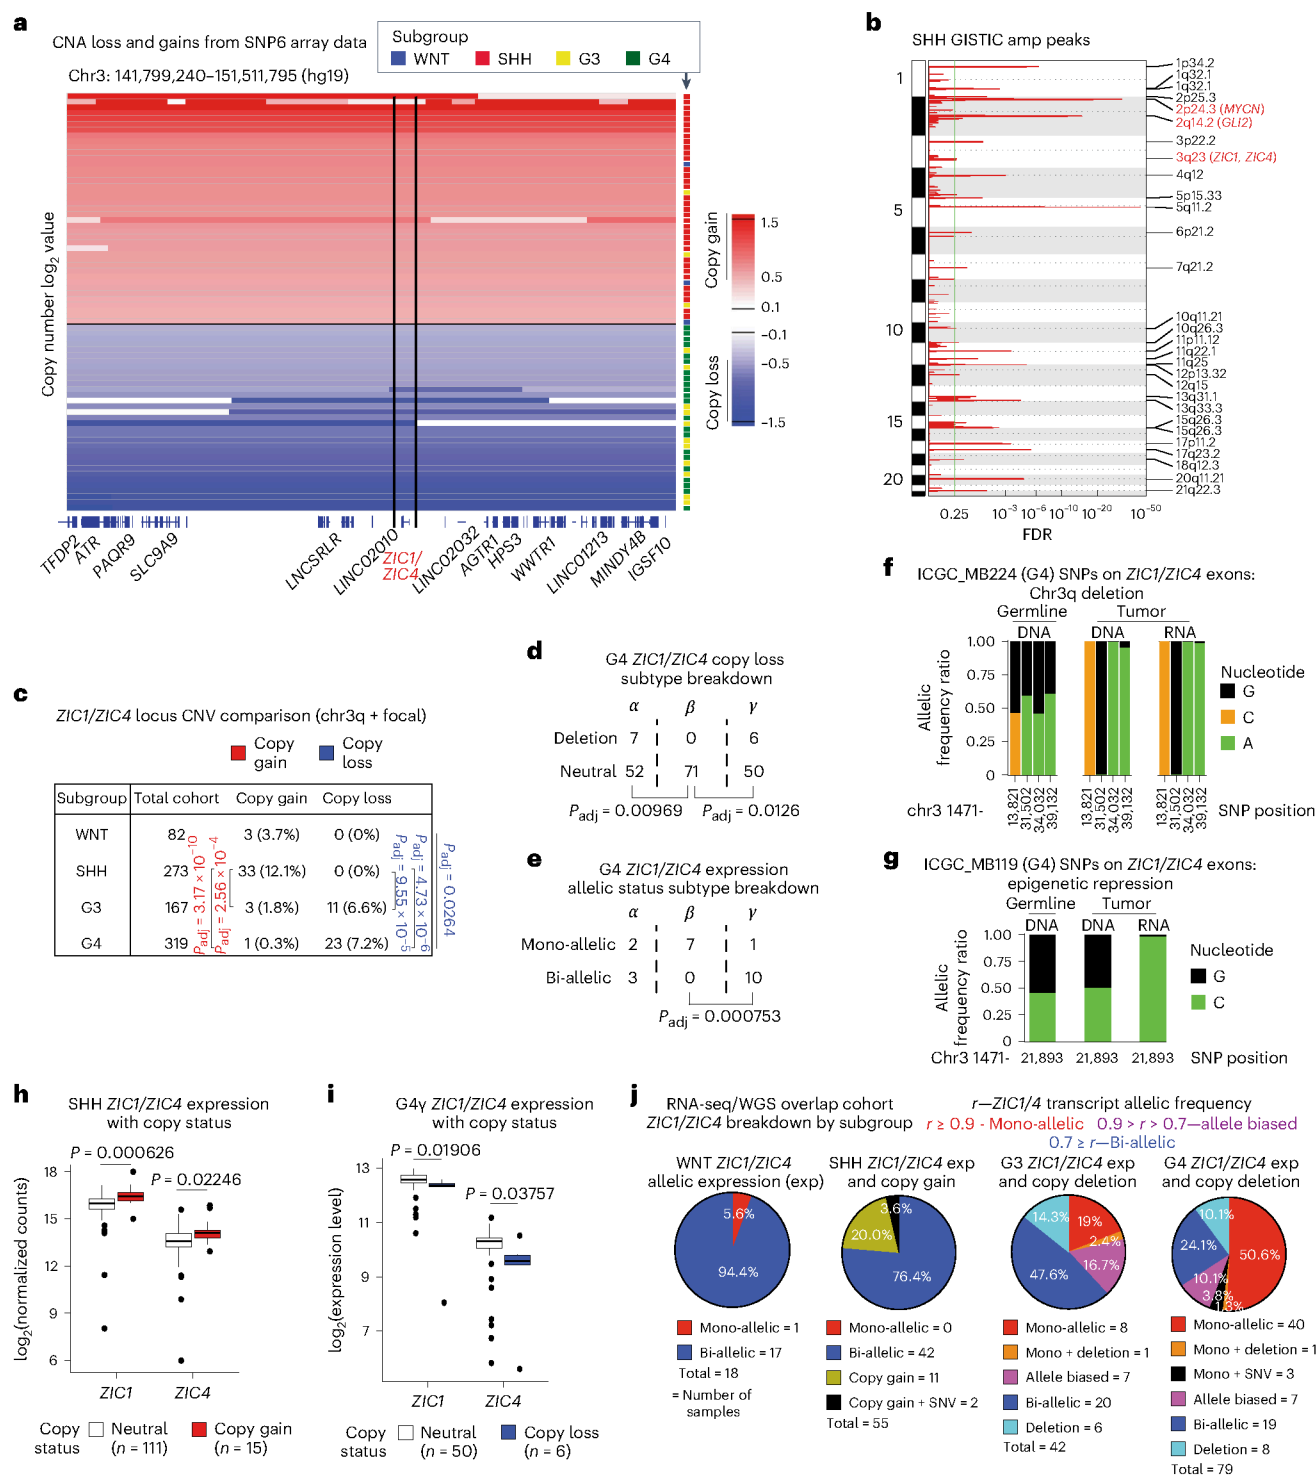 a
CNA loss and gains from SNP6 array data
Subgroup
WNT SHH G3 G4
Chr3: 141,799,240–151,511,795 (hg19)
Copy number log2 value
Copy gain
1.5
0.5
0.1
Copy loss
–0.1
–0.5
–1.5
TFDP2 ATR PAQR9 SLC9A9 LNCSRLR LINC02010 ZIC1/ZIC4 LINC02032 AGTR1 HPS3 WWTR1 LINC01213 MINDY4B IGSF10
b
SHH GISTIC amp peaks
1
5
10
15
20
1p34.2
1q32.1
1q32.1
2p25.3
2p24.3 (MYCN)
2q14.2 (GLI2)
3p22.2
3q23 (ZIC1, ZIC4)
4q12
5p15.33
5q11.2
6p21.2
7q21.2
10q11.21
10q26.3
11p11.12
11q22.1
11q25
12p13.32
12q15
13q31.1
13q33.3
15q26.3
15q26.3
17p11.2
17q23.2
18q12.3
20q11.21
21q22.3
0.25 10–3 10–6 10–10 10–20 10–50
FDR
c
ZIC1/ZIC4 locus CNV comparison (chr3q + focal)
Copy gain
Copy loss
Subgroup Total cohort Copy gain Copy loss
WNT 82 3 (3.7%) 0 (0%)
SHH 273 33 (12.1%) 0 (0%)
G3 167 3 (1.8%) 11 (6.6%)
G4 319 1 (0.3%) 23 (7.2%)
Padj = 3.17 × 10–10
Padj = 2.56 × 10–4
Padj = 9.55 × 10–5
Padj = 4.73 × 10–6
Padj = 0.0264
d
G4 ZIC1/ZIC4 copy loss
subtype breakdown
α β γ
Deletion 7 0 6
Neutral 52 71 50
Padj = 0.00969 Padj = 0.0126
e
G4 ZIC1/ZIC4 expression
allelic status subtype breakdown
α β γ
Mono-allelic 2 7 1
Bi-allelic 3 0 10
Padj = 0.000753
f
ICGC_MB224 (G4) SNPs on ZIC1/ZIC4 exons:
Chr3q deletion
Germline Tumor
DNA DNA RNA
Allelic
frequency ratio
1.00
0.75
0.50
0.25
0
Nucleotide
G
C
A
chr3 1471- 13,821 31,502 34,032 39,132 13,821 31,502 34,032 39,132 13,821 31,502 34,032 39,132 SNP position
g
ICGC_MB119 (G4) SNPs on ZIC1/ZIC4 exons:
epigenetic repression
Germline Tumor
DNA DNA RNA
Allelic
frequency ratio
1.00
0.75
0.50
0.25
0
Nucleotide
G
C
Chr3 1471- 21,893 21,893 21,893 SNP position
h
SHH ZIC1/ZIC4 expression
with copy status
P = 0.000626
P = 0.02246
log2(normalized counts)
18
15
12
9
6
ZIC1 ZIC4
Copy status
Neutral (n = 111)
Copy gain (n = 15)
i
G4γ ZIC1/ZIC4 expression
with copy status
P = 0.01906
P = 0.03757
log2(expression level)
13
11
9
7
ZIC1 ZIC4
Copy status
Neutral (n = 50)
Copy loss (n = 6)
j
RNA-seq/WGS overlap cohort
ZIC1/ZIC4 breakdown by subgroup
r—ZIC1/4 transcript allelic frequency
r ≥ 0.9 - Mono-allelic 0.9 > r > 0.7—allele biased
0.7 ≥ r—Bi-allelic
WNT ZIC1/ZIC4
allelic expression (exp)
5.6%
94.4%
Mono-allelic = 1
Bi-allelic = 17
Total = 18
= Number of
samples
SHH ZIC1/ZIC4 exp
and copy gain
3.6%
20.0%
76.4%
Mono-allelic = 0
Bi-allelic = 42
Copy gain = 11
Copy gain + SNV = 2
Total = 55
G3 ZIC1/ZIC4 exp
and copy deletion
14.3%
19%
2.4%
16.7%
47.6%
Mono-allelic = 8
Mono + deletion = 1
Allele biased = 7
Bi-allelic = 20
Deletion = 6
Total = 42
G4 ZIC1/ZIC4 exp
and copy deletion
10.1%
24.1%
50.6%
10.1%
3.8%
1.3%
Mono-allelic = 40
Mono + deletion = 1
Mono + SNV = 3
Allele biased = 7
Bi-allelic = 19
Deletion = 8
Total = 79